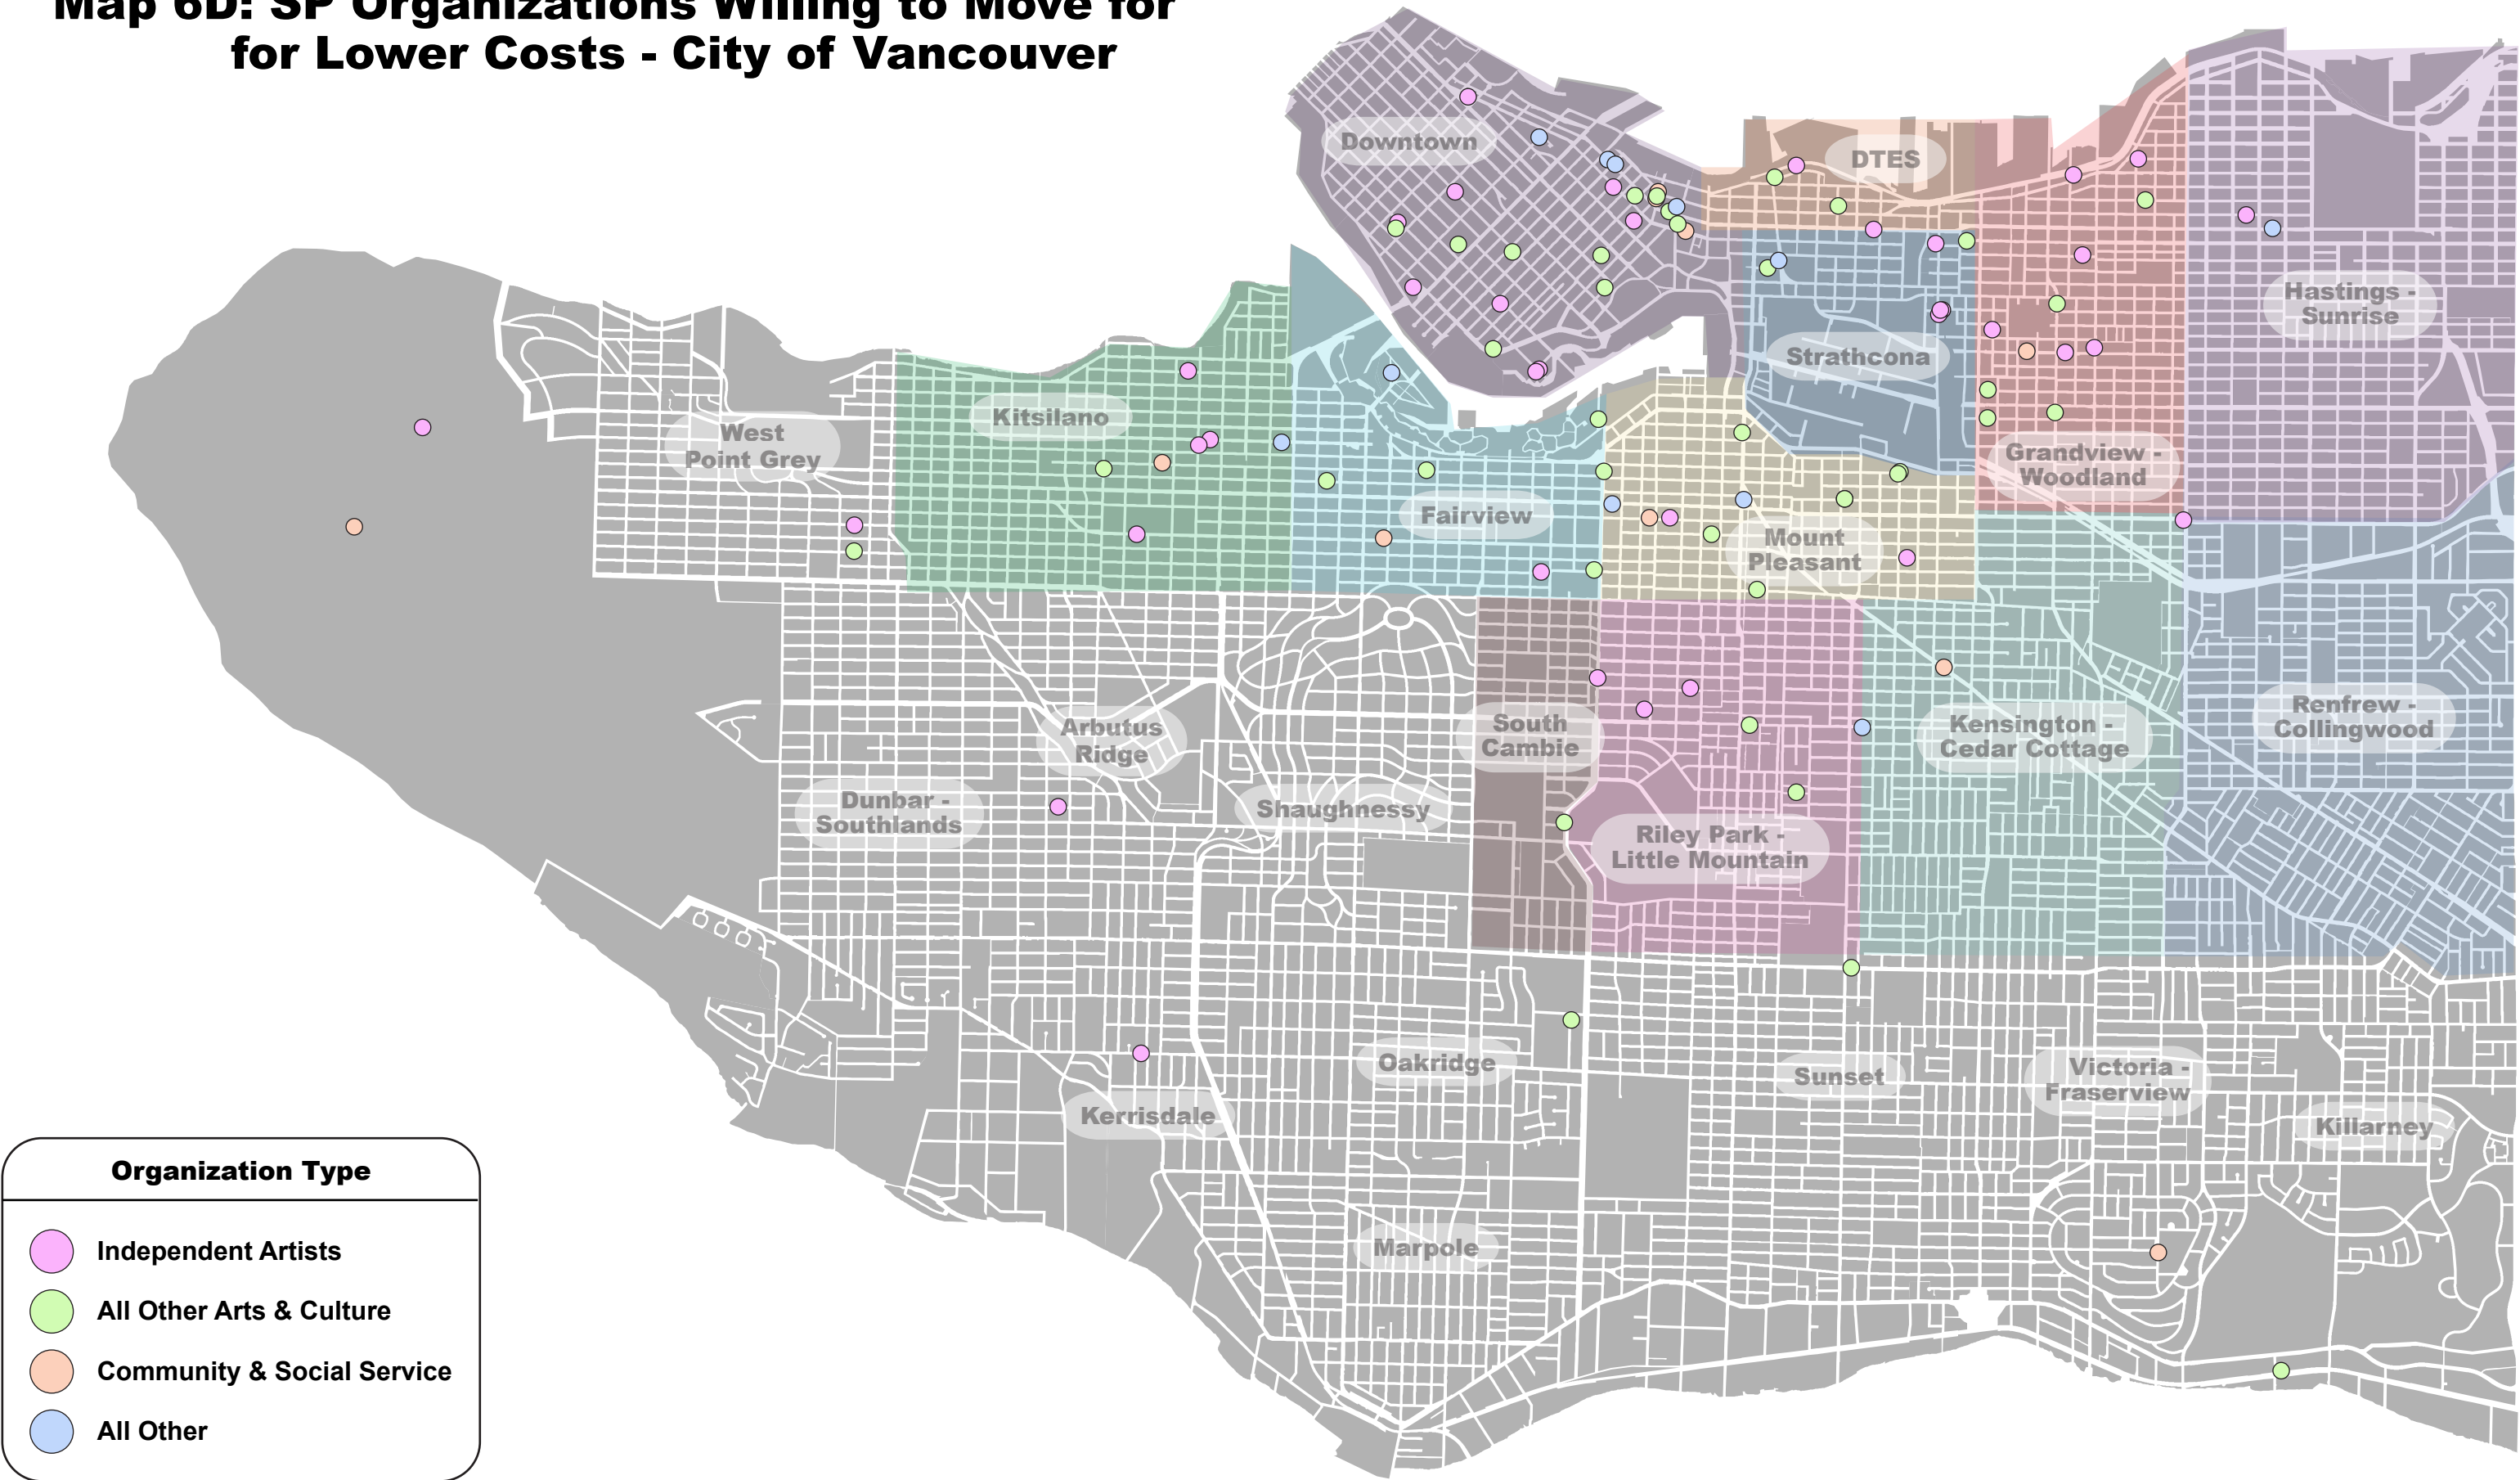 Map 6D: SP Organizations Willing to Move for
for Lower Costs - City of Vancouver
Downtown
DTES
Hastings -
Sunrise
Strathcona
Kitsilano
West
Point Grey
Grandview -
Woodland
Fairview
Mount
Pleasant
Arbutus
Ridge
South
Cambie
Kensington -
Cedar Cottage
Renfrew -
Collingwood
Dunbar -
Southlands
Shaughnessy
Riley Park -
Little Mountain
Oakridge
Sunset
Victoria -
Fraserview
Kerrisdale
Killarney
Marpole
Organization Type
Independent Artists
All Other Arts & Culture
Community & Social Service
All Other